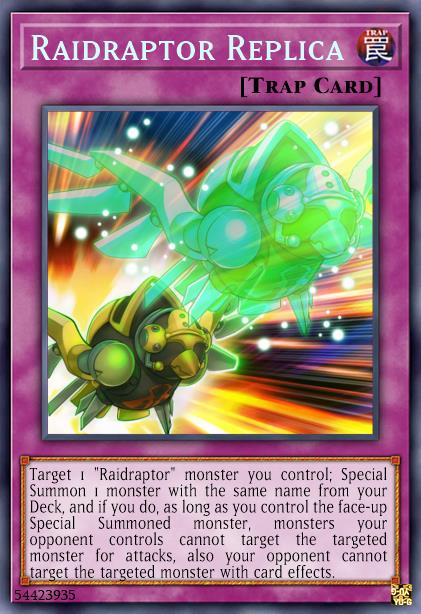 Raidraptor Replica
TRAP
罠
[Trap Card]
Target 1 "Raidraptor" monster you control; Special
Summon 1 monster with the same name from your
Deck, and if you do, as long as you control the face-up
Special Summoned monster, monsters your
opponent controls cannot target the targeted
monster for attacks, also your opponent cannot
target the targeted monster with card effects.
54423935